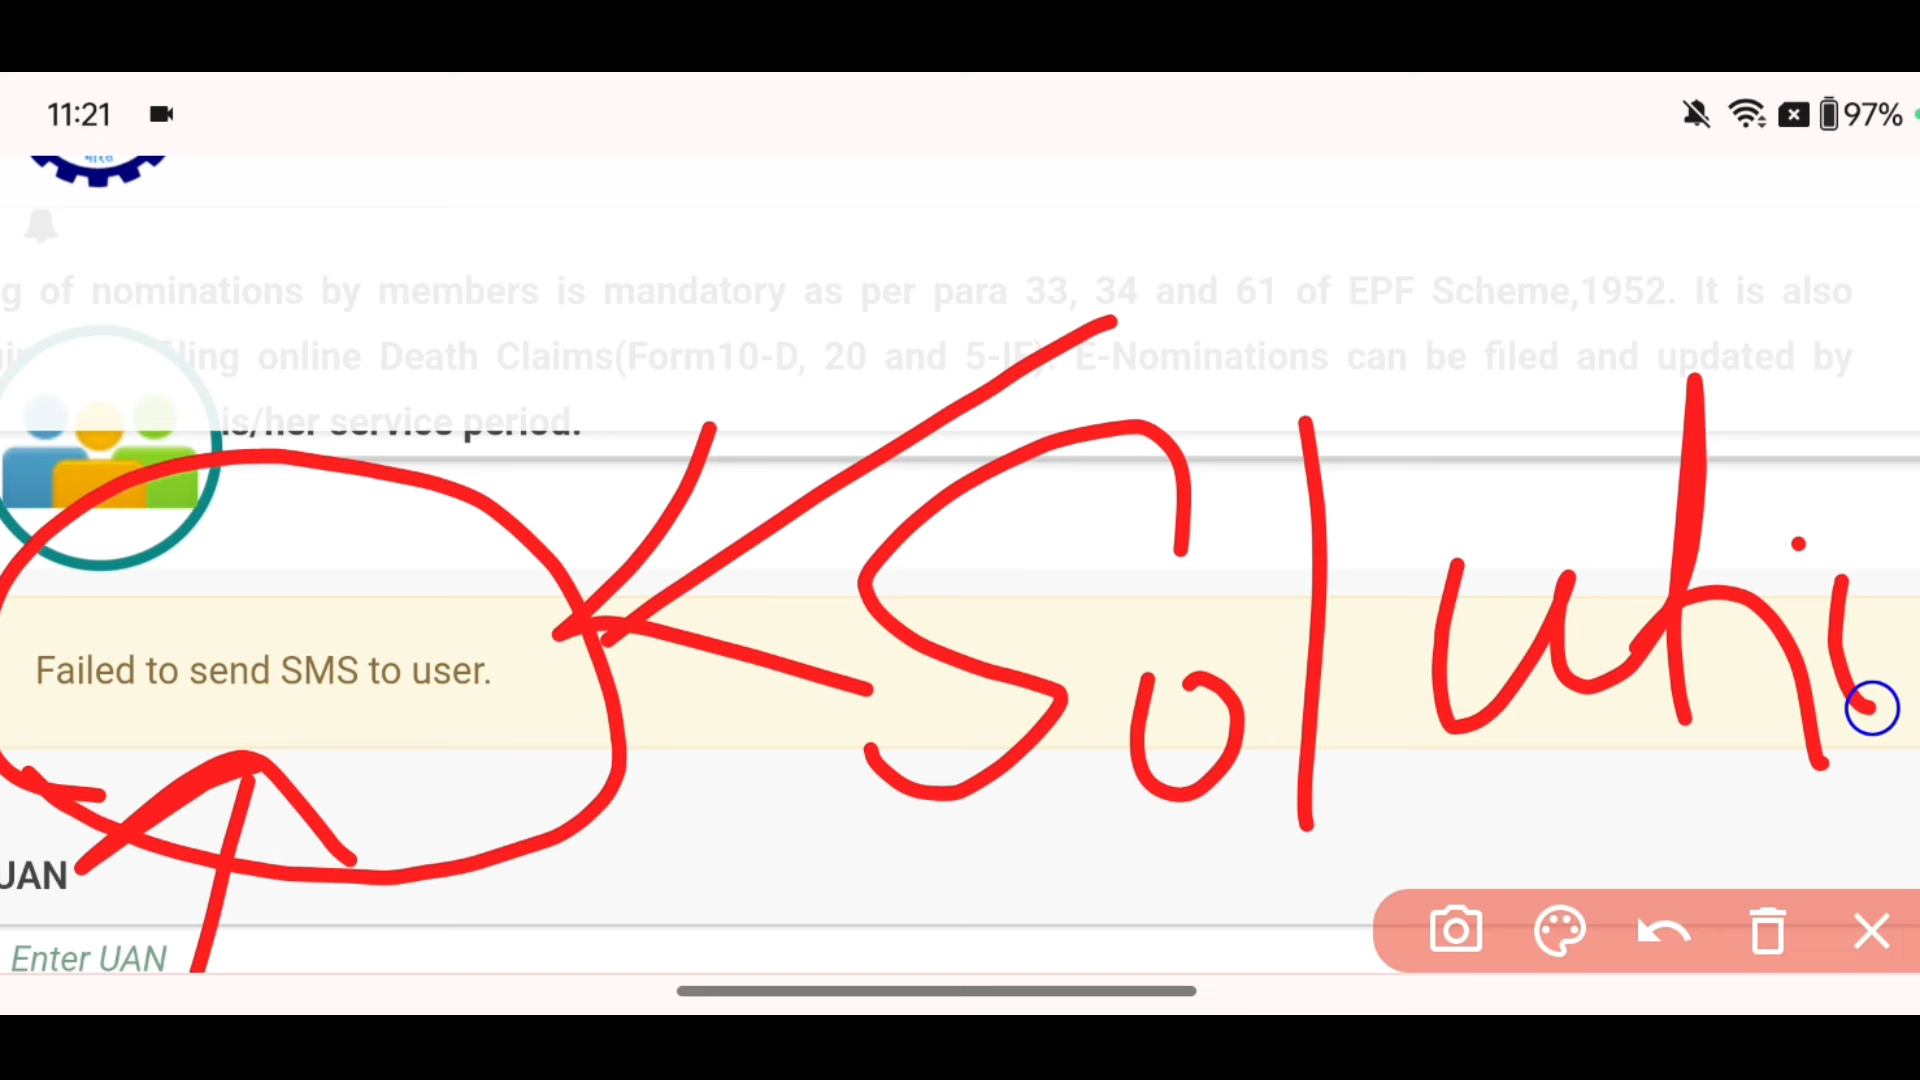 11:21
97%
भारत
g of nominations by members is mandatory as per para 33, 34 and 61 of EPF Scheme,1952. It is also
ling online Death Claims(Form10-D, 20 and 5-IF). E-Nominations can be filed and updated by
is/her service period.
Soluti
Failed to send SMS to user.
UAN
Enter UAN